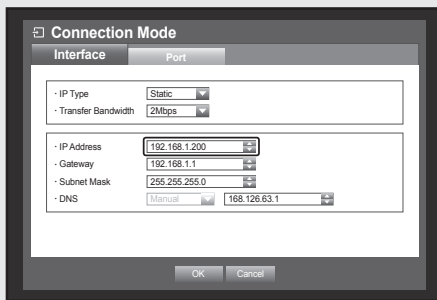 Connection Mode
Interface Port
· IP Type Static
· Transfer Bandwidth 2Mbps
· IP Address 192.168.1.200
· Gateway 192.168.1.1
· Subnet Mask 255.255.255.0
· DNS Manual 168.126.63.1
OK Cancel